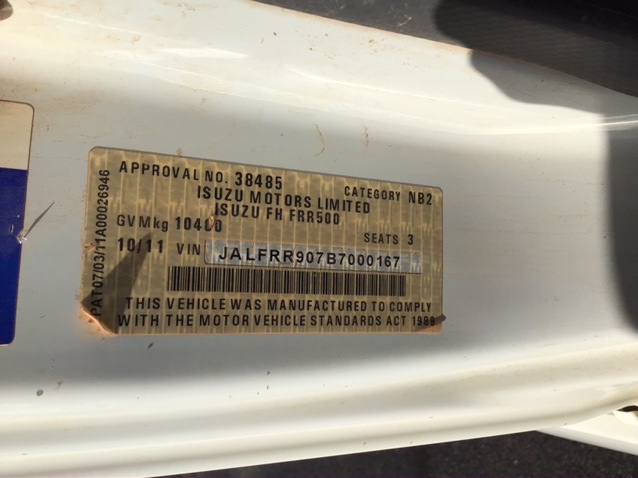 APPROVAL NO. 38485 CATEGORY NB2
ISUZU MOTORS LIMITED
ISUZU FH FRR500
GVMkg 10400 SEATS 3
10/11 VIN JALFRR907B7000167
THIS VEHICLE WAS MANUFACTURED TO COMPLY
WITH THE MOTOR VEHICLE STANDARDS ACT 1989
PAT07/03/11A00026946